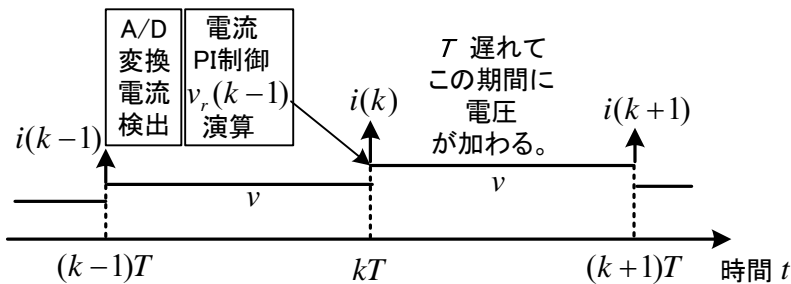 A/D
変換
電流
検出
電流
PI制御
v_r(k−1)
演算
T 遅れて
この期間に
電圧
が加わる。
i(k−1)
i(k)
i(k+1)
v
v
(k−1)T
kT
(k+1)T
時間 t